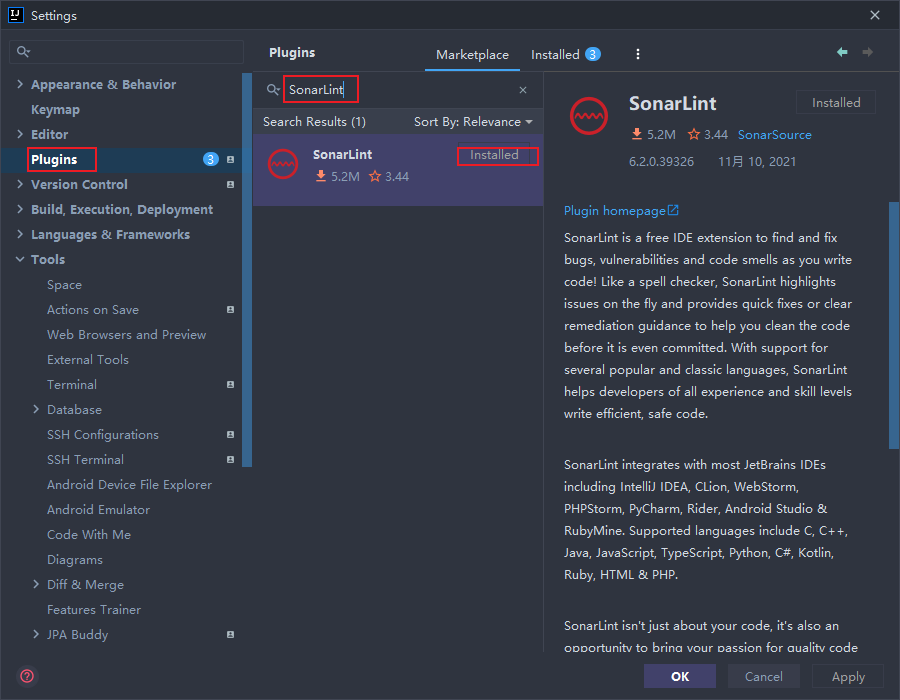 Settings
Appearance & Behavior
Keymap
Editor
Plugins
3
Version Control
Build, Execution, Deployment
Languages & Frameworks
Tools
Space
Actions on Save
Web Browsers and Preview
External Tools
Terminal
Database
SSH Configurations
SSH Terminal
Android Device File Explorer
Android Emulator
Code With Me
Diagrams
Diff & Merge
Features Trainer
JPA Buddy
Plugins
Marketplace
Installed 3
SonarLint
Search Results (1)
Sort By: Relevance
SonarLint
Installed
5.2M 3.44
SonarLint
Installed
5.2M 3.44 SonarSource
6.2.0.39326 11月 10, 2021
Plugin homepage
SonarLint is a free IDE extension to find and fix
bugs, vulnerabilities and code smells as you write
code! Like a spell checker, SonarLint highlights
issues on the fly and provides quick fixes or clear
remediation guidance to help you clean the code
before it is even committed. With support for
several popular and classic languages, SonarLint
helps developers of all experience and skill levels
write efficient, safe code.
SonarLint integrates with most JetBrains IDEs
including IntelliJ IDEA, CLion, WebStorm,
PHPStorm, PyCharm, Rider, Android Studio &
RubyMine. Supported languages include C, C++,
Java, JavaScript, TypeScript, Python, C#, Kotlin,
Ruby, HTML & PHP.
SonarLint isn't just about your code, it's also an
opportunity to bring your passion for quality code
?
OK
Cancel
Apply